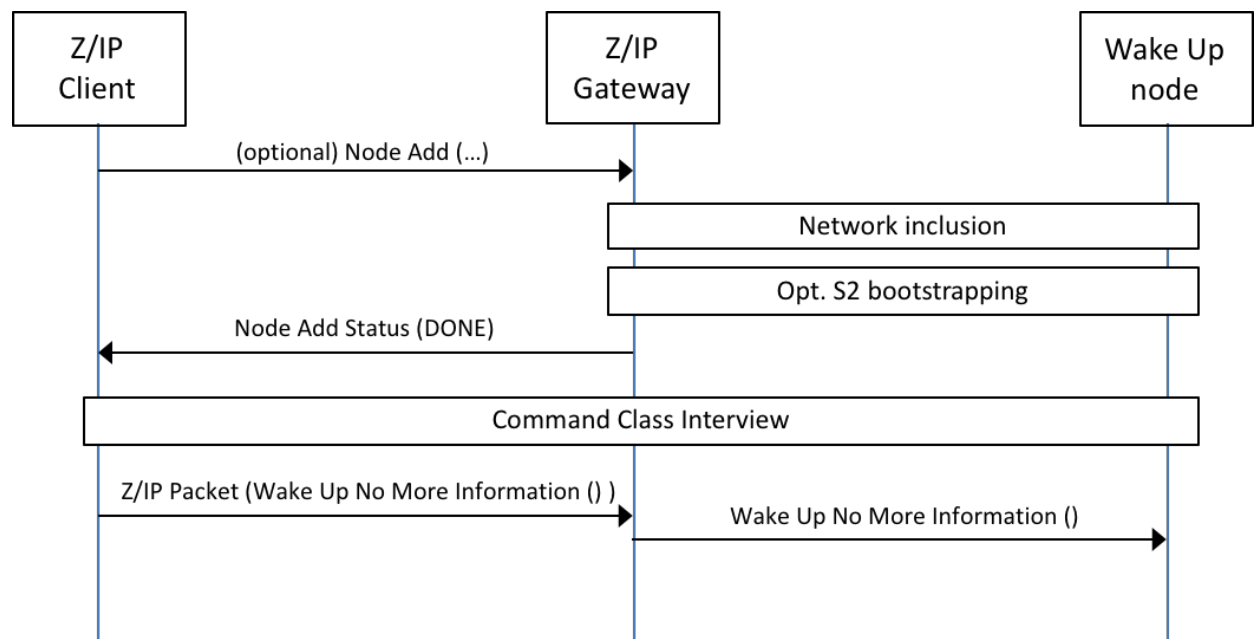 Z/IP
Client
Z/IP
Gateway
Wake Up
node
(optional) Node Add (...)
Network inclusion
Opt. S2 bootstrapping
Node Add Status (DONE)
Command Class Interview
Z/IP Packet (Wake Up No More Information () )
Wake Up No More Information ()